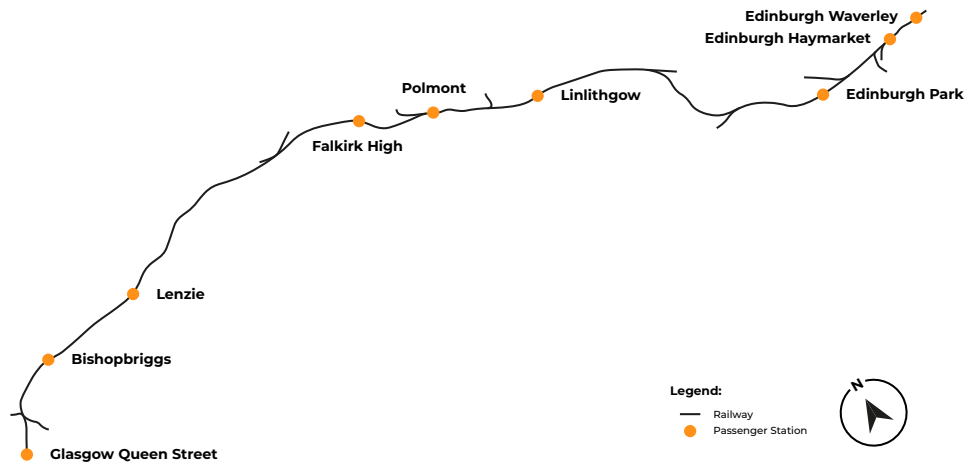 Edinburgh Waverley
Edinburgh Haymarket
Polmont
Linlithgow
Edinburgh Park
Falkirk High
Lenzie
Bishopbriggs
Glasgow Queen Street
Legend:
Railway
Passenger Station
N